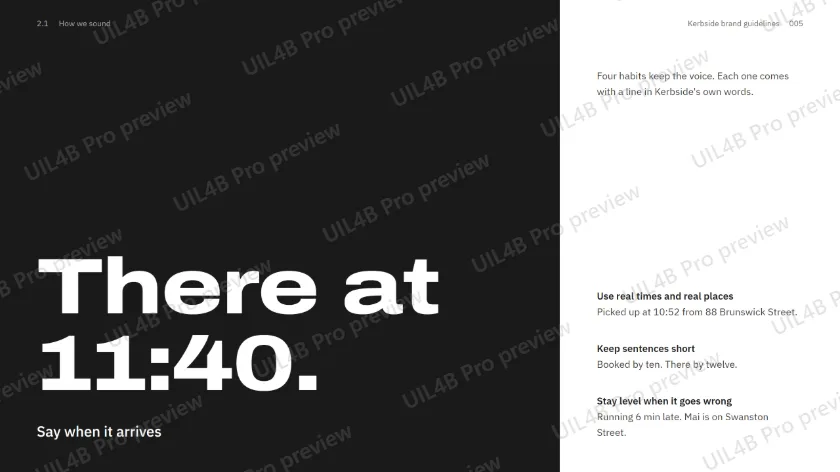 2.1 How we sound
Kerbside brand guidelines 005
There at
11:40.
Say when it arrives
Four habits keep the voice. Each one comes
with a line in Kerbside's own words.
Use real times and real places
Picked up at 10:52 from 88 Brunswick Street.
Keep sentences short
Booked by ten. There by twelve.
Stay level when it goes wrong
Running 6 min late. Mai is on Swanston
Street.
UIL4B Pro preview